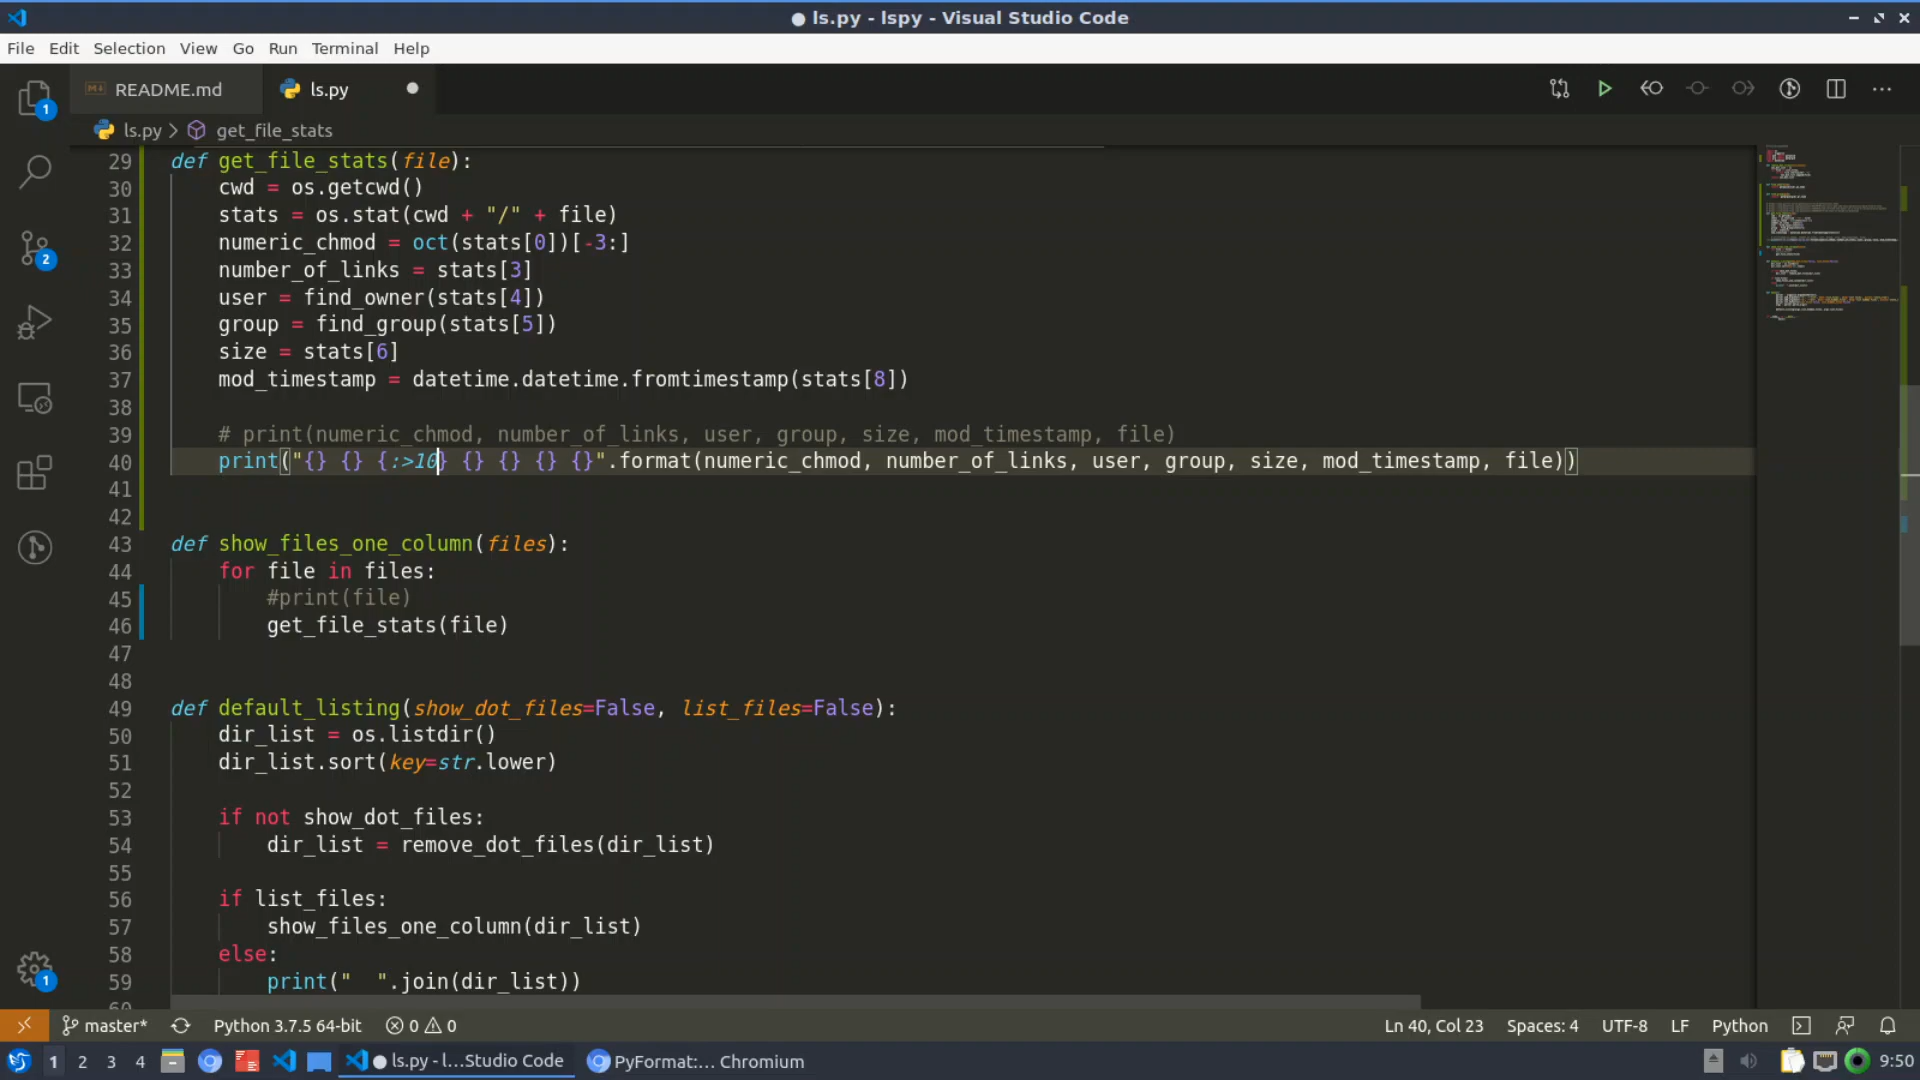 ● ls.py - lspy - Visual Studio Code
File Edit Selection View Go Run Terminal Help
README.md ls.py
ls.py > get_file_stats
29 def get_file_stats(file):
30 cwd = os.getcwd()
31 stats = os.stat(cwd + "/" + file)
32 numeric_chmod = oct(stats[0])[-3:]
33 number_of_links = stats[3]
34 user = find_owner(stats[4])
35 group = find_group(stats[5])
36 size = stats[6]
37 mod_timestamp = datetime.datetime.fromtimestamp(stats[8])
38
39 # print(numeric_chmod, number_of_links, user, group, size, mod_timestamp, file)
40 print("{} {} {:>10} {} {} {} {}".format(numeric_chmod, number_of_links, user, group, size, mod_timestamp, file))
41
42
43 def show_files_one_column(files):
44 for file in files:
45 #print(file)
46 get_file_stats(file)
47
48
49 def default_listing(show_dot_files=False, list_files=False):
50 dir_list = os.listdir()
51 dir_list.sort(key=str.lower)
52
53 if not show_dot_files:
54 dir_list = remove_dot_files(dir_list)
55
56 if list_files:
57 show_files_one_column(dir_list)
58 else:
59 print("  ".join(dir_list))
60
1
2
1
master* Python 3.7.5 64-bit 0 0 Ln 40, Col 23 Spaces: 4 UTF-8 LF Python
1 2 3 4 ● ls.py - l...Studio Code PyFormat:... Chromium 9:50